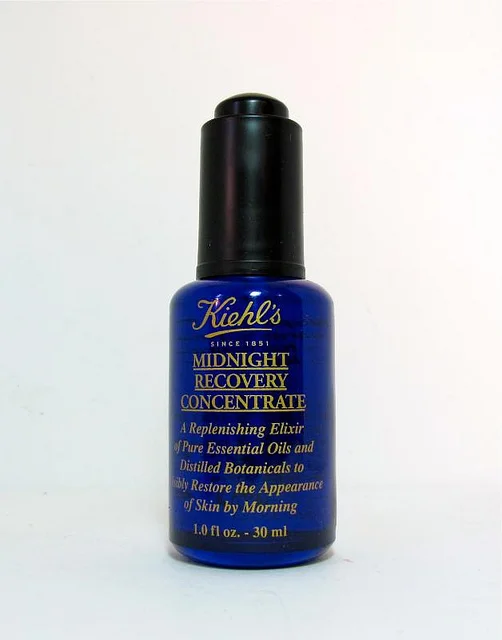 Kiehl's
SINCE 1851
MIDNIGHT
RECOVERY
CONCENTRATE
A Replenishing Elixir
of Pure Essential Oils and
Distilled Botanicals to
Restore the Appearance
of Skin by Morning
1.0 fl oz. - 30 ml